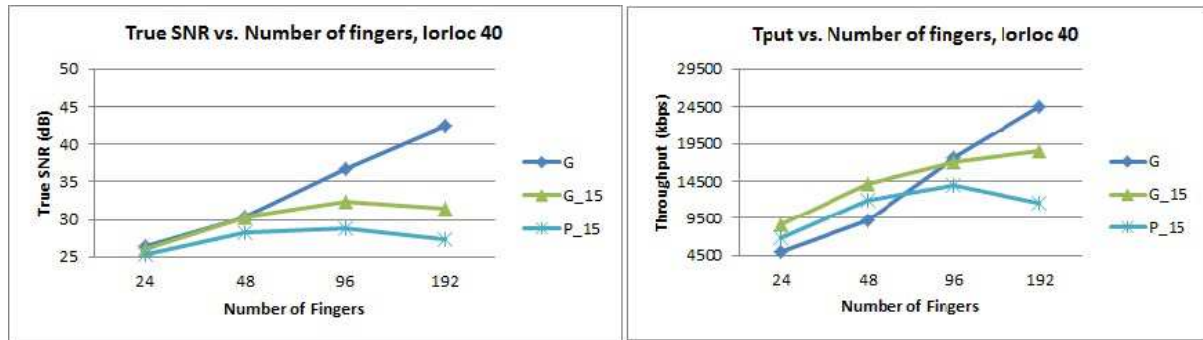 True SNR vs. Number of fingers, Iorloc 40
50
45
40
35
30
25
True SNR (dB)
24 48 96 192
Number of Fingers
G
G_15
P_15
Tput vs. Number of fingers, Iorloc 40
29500
24500
19500
14500
9500
4500
Throughput (kbps)
24 48 96 192
Number of Fingers
G
G_15
P_15